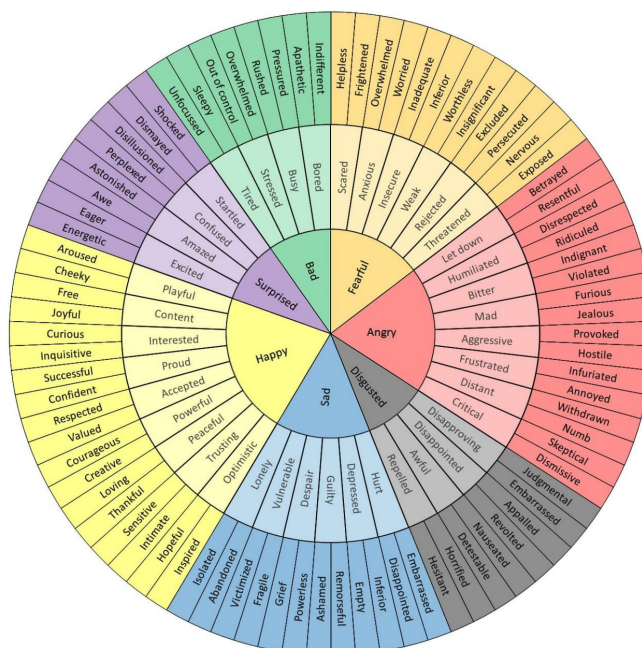 Fearful
Angry
Disgusted
Sad
Happy
Surprised
Bad
Scared
Anxious
Insecure
Weak
Rejected
Threatened
Let down
Humiliated
Bitter
Mad
Aggressive
Frustrated
Distant
Critical
Disapproving
Disappointed
Awful
Repelled
Hurt
Depressed
Guilty
Despair
Vulnerable
Lonely
Optimistic
Trusting
Peaceful
Powerful
Accepted
Proud
Interested
Content
Playful
Excited
Amazed
Confused
Startled
Tired
Stressed
Busy
Bored
Helpless
Frightened
Overwhelmed
Worried
Inadequate
Inferior
Worthless
Insignificant
Excluded
Persecuted
Nervous
Exposed
Betrayed
Resentful
Disrespected
Ridiculed
Indignant
Violated
Furious
Jealous
Provoked
Hostile
Infuriated
Annoyed
Withdrawn
Numb
Skeptical
Dismissive
Judgmental
Embarrassed
Appalled
Revolted
Nauseated
Detestable
Horrified
Hesitant
Embarrassed
Disappointed
Inferior
Empty
Remorseful
Ashamed
Powerless
Grief
Fragile
Victimized
Abandoned
Isolated
Inspired
Hopeful
Intimate
Sensitive
Thankful
Loving
Creative
Courageous
Valued
Respected
Confident
Successful
Inquisitive
Curious
Joyful
Free
Cheeky
Aroused
Energetic
Eager
Awe
Astonished
Perplexed
Disillusioned
Dismayed
Shocked
Unfocussed
Sleepy
Out of control
Overwhelmed
Rushed
Pressured
Apathetic
Indifferent